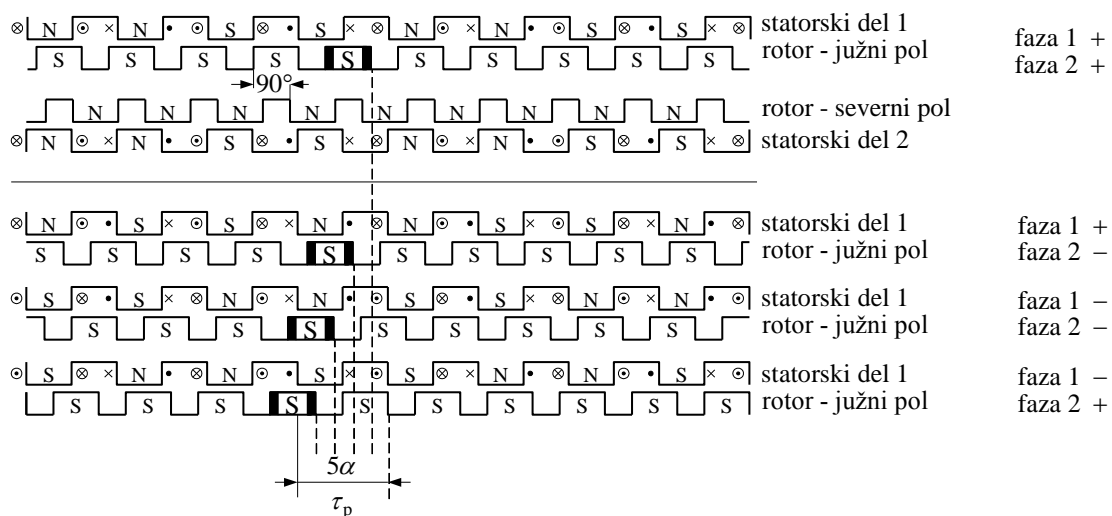 ⊗ N ⊙ × N • ⊙ S ⊗ • S × ⊗ N ⊙ × N • ⊙ S ⊗ • S × ⊗ statorski del 1
faza 1 +
S S S S S S S S S S rotor - južni pol
faza 2 +
90°
N N N N N N N N N rotor - severni pol
⊗ N ⊙ × N • ⊙ S ⊗ • S × ⊗ N ⊙ × N • ⊙ S ⊗ • S × ⊗ statorski del 2
⊗ N ⊙ • S × ⊗ S ⊗ × N • ⊗ N ⊙ • S × ⊗ S ⊗ × N • ⊗ statorski del 1 faza 1 +
S S S S S S S S S S rotor - južni pol faza 2 −
⊙ S ⊗ • S × ⊗ N ⊙ × N • ⊙ S ⊗ • S × ⊗ N ⊙ × N • ⊙ statorski del 1 faza 1 −
S S S S S S S S S rotor - južni pol faza 2 −
⊙ S ⊗ × N • ⊙ N ⊙ • S × ⊙ S ⊗ × N • ⊙ N ⊙ • S × ⊙ statorski del 1 faza 1 −
S S S S S S S S S S rotor - južni pol faza 2 +
5α
τp